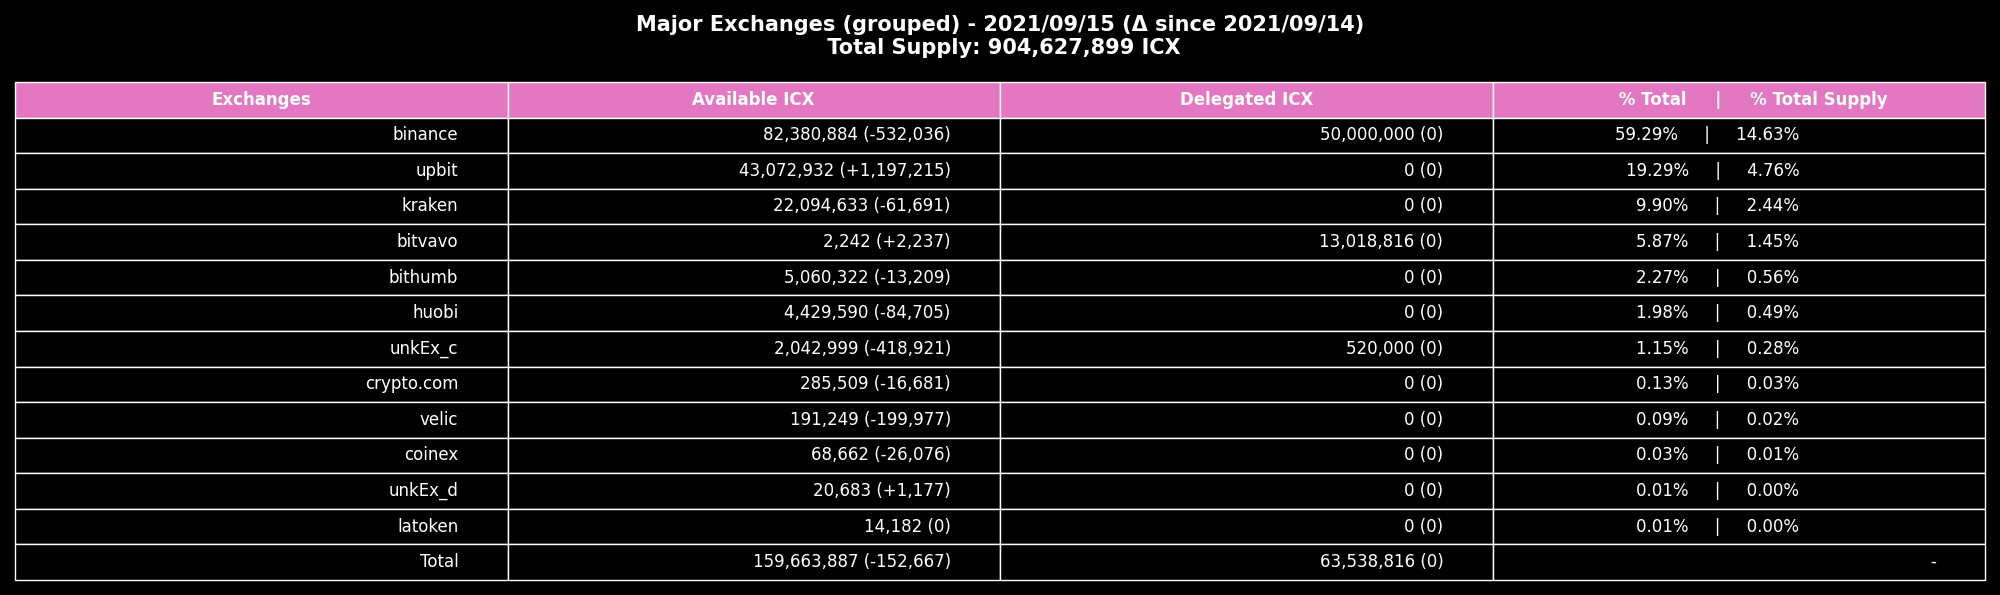 Major Exchanges (grouped) - 2021/09/15 (Δ since 2021/09/14)
Total Supply: 904,627,899 ICX
Exchanges Available ICX Delegated ICX % Total | % Total Supply
binance 82,380,884 (-532,036) 50,000,000 (0) 59.29% | 14.63%
upbit 43,072,932 (+1,197,215) 0 (0) 19.29% | 4.76%
kraken 22,094,633 (-61,691) 0 (0) 9.90% | 2.44%
bitvavo 2,242 (+2,237) 13,018,816 (0) 5.87% | 1.45%
bithumb 5,060,322 (-13,209) 0 (0) 2.27% | 0.56%
huobi 4,429,590 (-84,705) 0 (0) 1.98% | 0.49%
unkEx_c 2,042,999 (-418,921) 520,000 (0) 1.15% | 0.28%
crypto.com 285,509 (-16,681) 0 (0) 0.13% | 0.03%
velic 191,249 (-199,977) 0 (0) 0.09% | 0.02%
coinex 68,662 (-26,076) 0 (0) 0.03% | 0.01%
unkEx_d 20,683 (+1,177) 0 (0) 0.01% | 0.00%
latoken 14,182 (0) 0 (0) 0.01% | 0.00%
Total 159,663,887 (-152,667) 63,538,816 (0) -